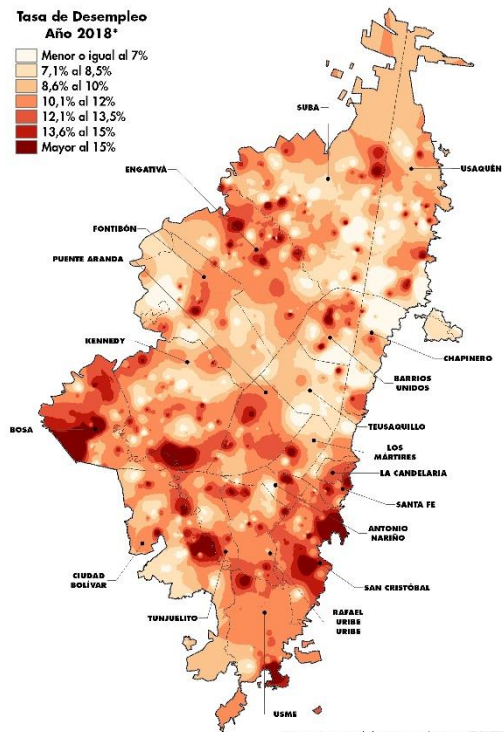 Tasa de Desempleo
Año 2018*
Menor o igual al 7%
7,1% al 8,5%
8,6% al 10%
10,1% al 12%
12,1% al 13,5%
13,6% al 15%
Mayor al 15%
SUBA
USAQUÉN
ENGATIVÁ
FONTIBÓN
PUENTE ARANDA
KENNEDY
CHAPINERO
BARRIOS
UNIDOS
BOSA
TEUSAQUILLO
LOS
MÁRTIRES
LA CANDELARIA
SANTA FE
ANTONIO
NARIÑO
CIUDAD
BOLÍVAR
SAN CRISTÓBAL
TUNJUELITO
RAFAEL
URIBE
URIBE
USME